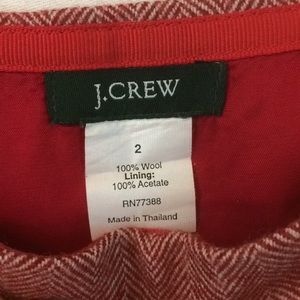 J.CREW
2
100% Wool
Lining:
100% Acetate
RN77388
Made in Thailand